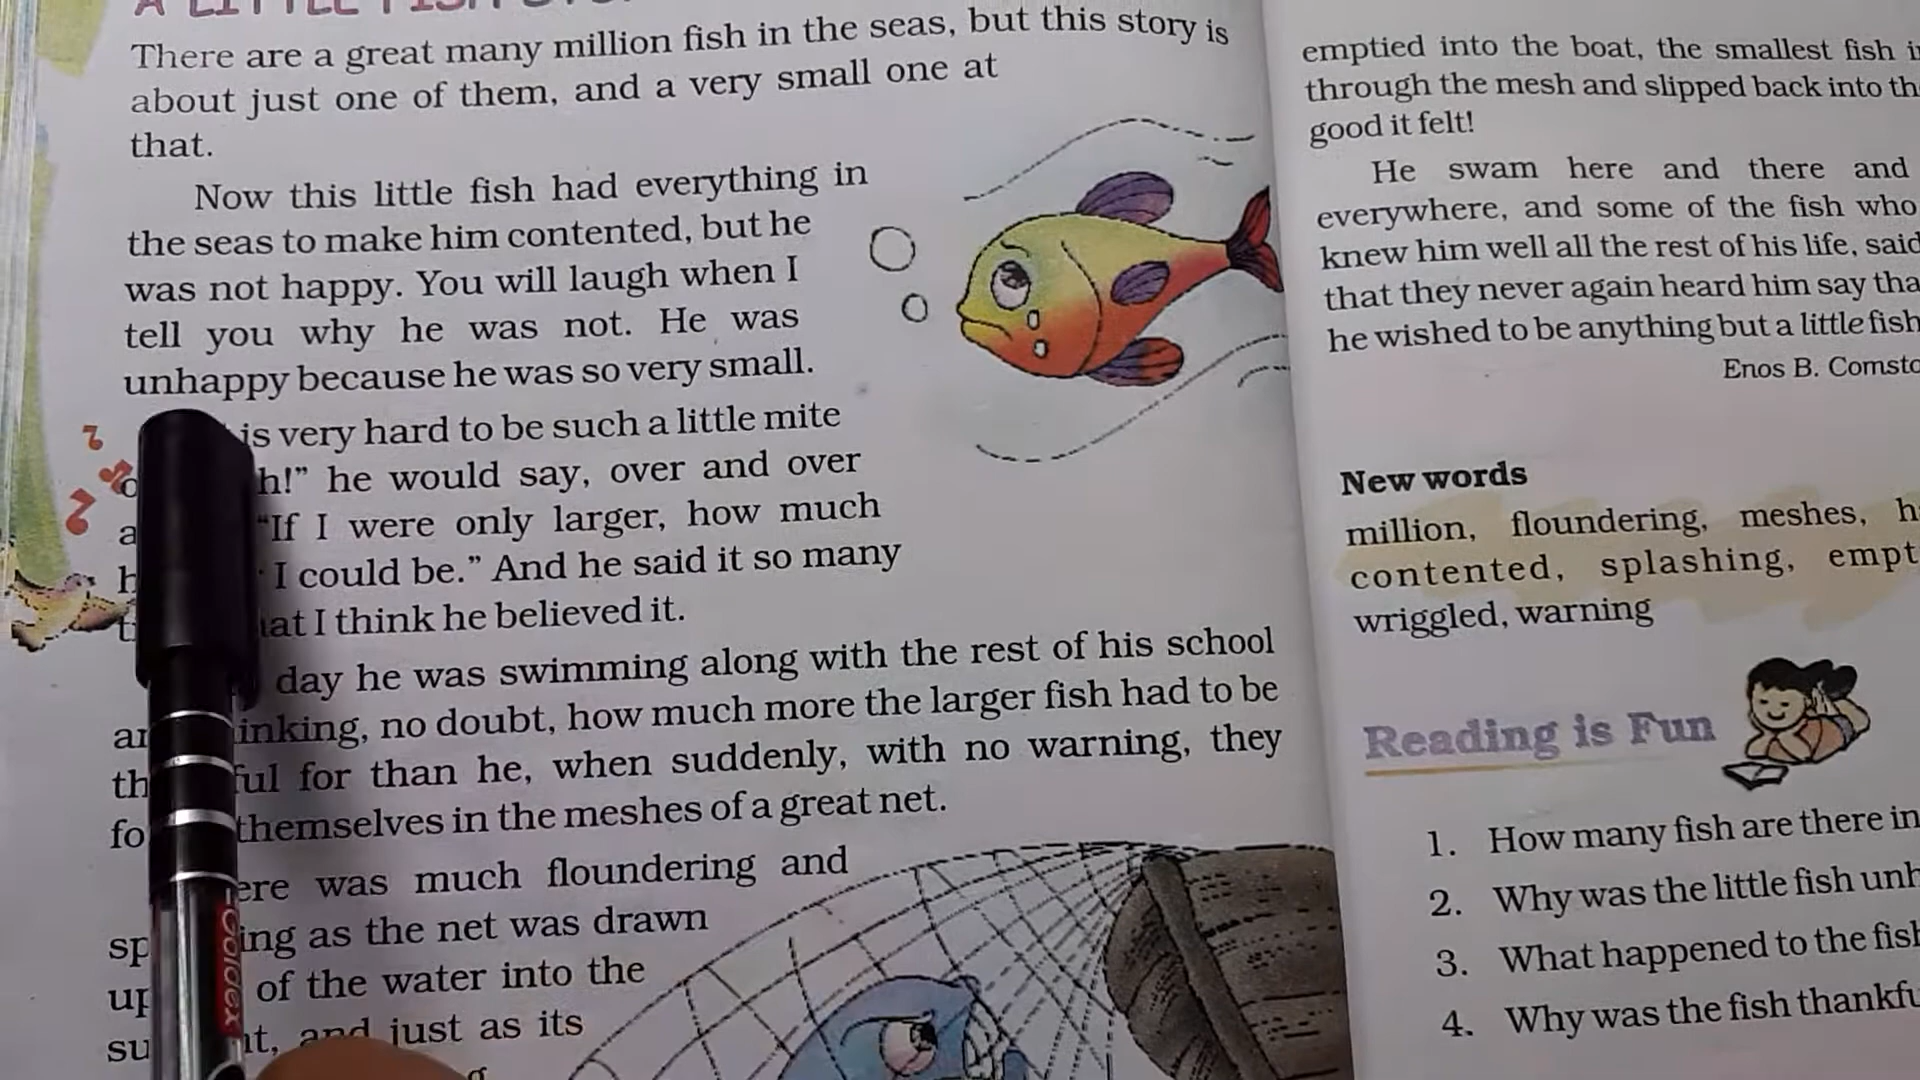 A LITTLE FISH
There are a great many million fish in the seas, but this story is
about just one of them, and a very small one at
that.
Now this little fish had everything in
the seas to make him contented, but he
was not happy. You will laugh when I
tell you why he was not. He was
unhappy because he was so very small.
is very hard to be such a little mite
h!” he would say, over and over
“If I were only larger, how much
I could be.” And he said it so many
I think he believed it.
day he was swimming along with the rest of his school
inking, no doubt, how much more the larger fish had to be
ful for than he, when suddenly, with no warning, they
themselves in the meshes of a great net.
ere was much floundering and
ing as the net was drawn
of the water into the
and just as its
Goldex
emptied into the boat, the smallest fish
through the mesh and slipped back into
good it felt!
He swam here and there and
everywhere, and some of the fish who
knew him well all the rest of his life, said
that they never again heard him say
he wished to be anything but a little fish
Enos B.
New words
million, floundering, meshes,
contented, splashing,
wriggled, warning
Reading is Fun
1. How many fish are there in
2. Why was the little fish
3. What happened to the
4. Why was the fish